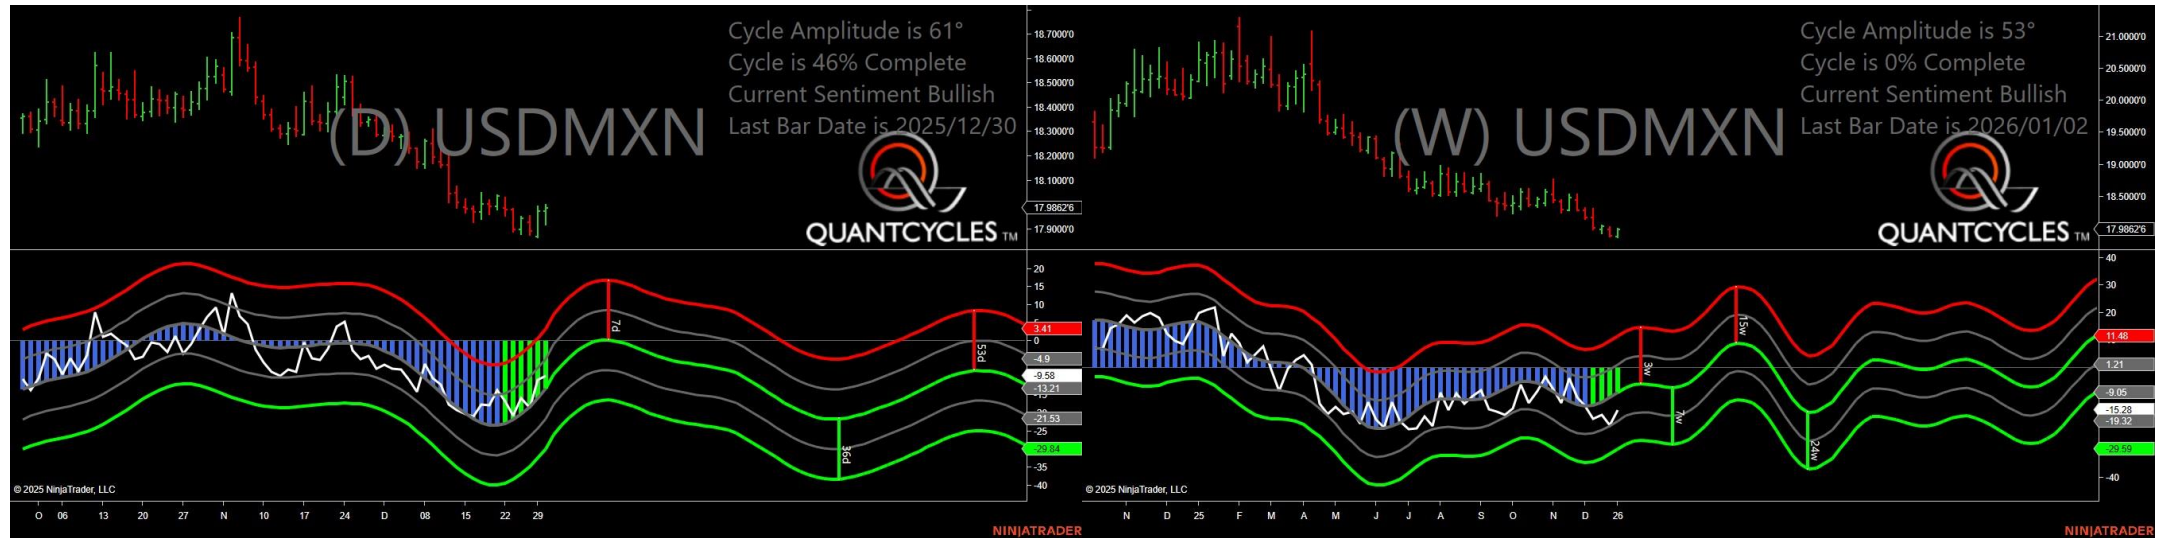 Cycle Amplitude is 61°
Cycle is 46% Complete
Current Sentiment Bullish
Last Bar Date is 2025/12/30
(D) USDMXN
QUANTCYCLES TM
18.7000'0
18.6000'0
18.5000'0
18.4000'0
18.3000'0
18.2000'0
18.1000'0
17.9862'6
17.9000'0
20
15
10
3.41
0
-4.9
-9.58
-13.21
-21.53
-25
-29.84
-35
-40
7d
36d
53d
© 2025 NinjaTrader, LLC
O 06 13 20 27 N 10 17 24 D 08 15 22 29
NINJATRADER
Cycle Amplitude is 53°
Cycle is 0% Complete
Current Sentiment Bullish
Last Bar Date is 2026/01/02
(W) USDMXN
QUANTCYCLES TM
21.0000'0
20.5000'0
20.0000'0
19.5000'0
19.0000'0
18.5000'0
17.9862'6
40
30
20
11.48
1.21
-9.05
-15.28
-19.32
-29.59
-40
3w
7w
15w
24w
© 2025 NinjaTrader, LLC
N D 25 F M A M J J A S O N D 26
NINJATRADER